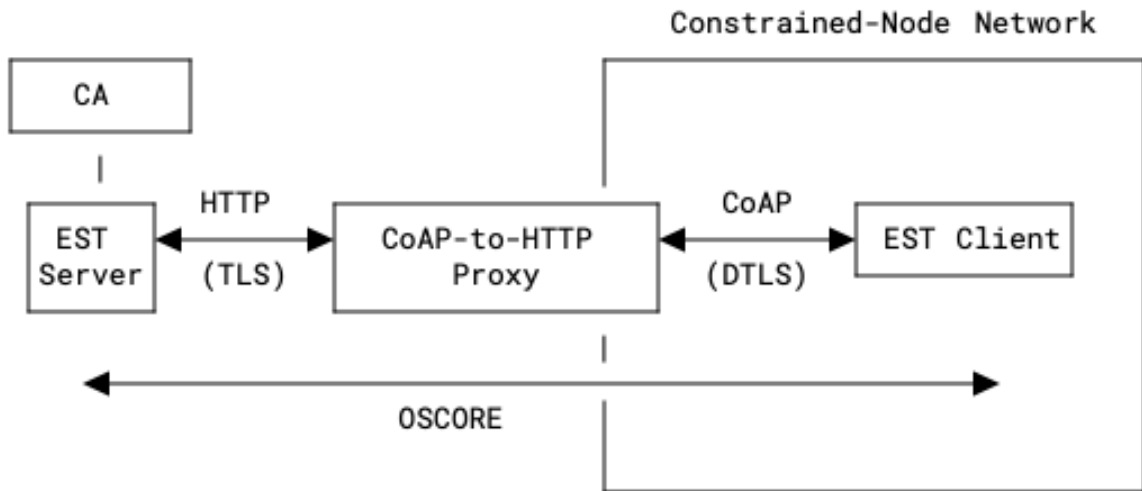 Constrained-Node Network
CA
HTTP
CoAP
EST
Server
CoAP-to-HTTP
Proxy
EST Client
(TLS)
(DTLS)
OSCORE